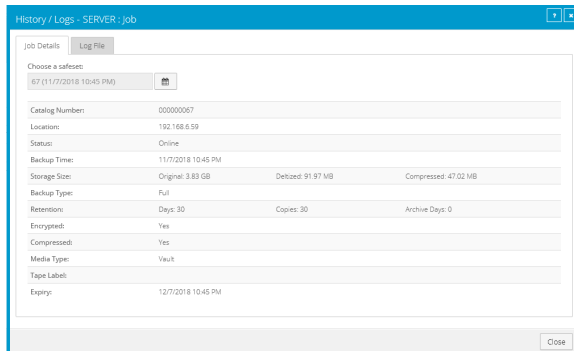 History / Logs - SERVER : Job
? ×
Job Details Log File
Choose a safeset:
67 (11/7/2018 10:45 PM)
Catalog Number: 000000067
Location: 192.168.6.59
Status: Online
Backup Time: 11/7/2018 10:45 PM
Storage Size: Original: 3.83 GB Deltized: 91.97 MB Compressed: 47.02 MB
Backup Type: Full
Retention: Days: 30 Copies: 30 Archive Days: 0
Encrypted: Yes
Compressed: Yes
Media Type: Vault
Tape Label:
Expiry: 12/7/2018 10:45 PM
Close